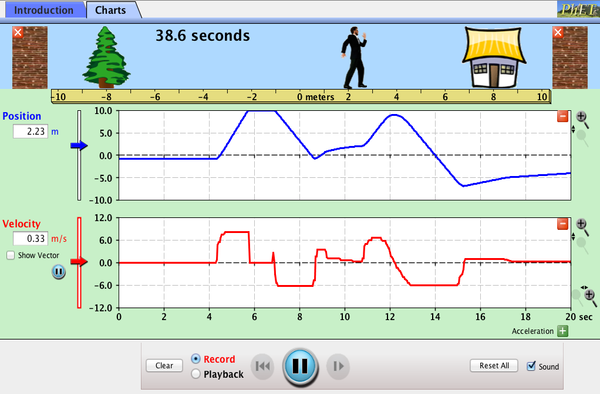 Introduction
Charts
PhET
38.6 seconds
-10 -8 -6 -4 -2 0 meters 2 4 6 8 10
Position
2.23 m
10.0
5.0
0.0
-5.0
-10.0
Velocity
0.33 m/s
Show Vector
12.0
6.0
0.0
-6.0
-12.0
0 2 4 6 8 10 12 14 16 18 20 sec
Acceleration
Clear
Record
Playback
Reset All
Sound